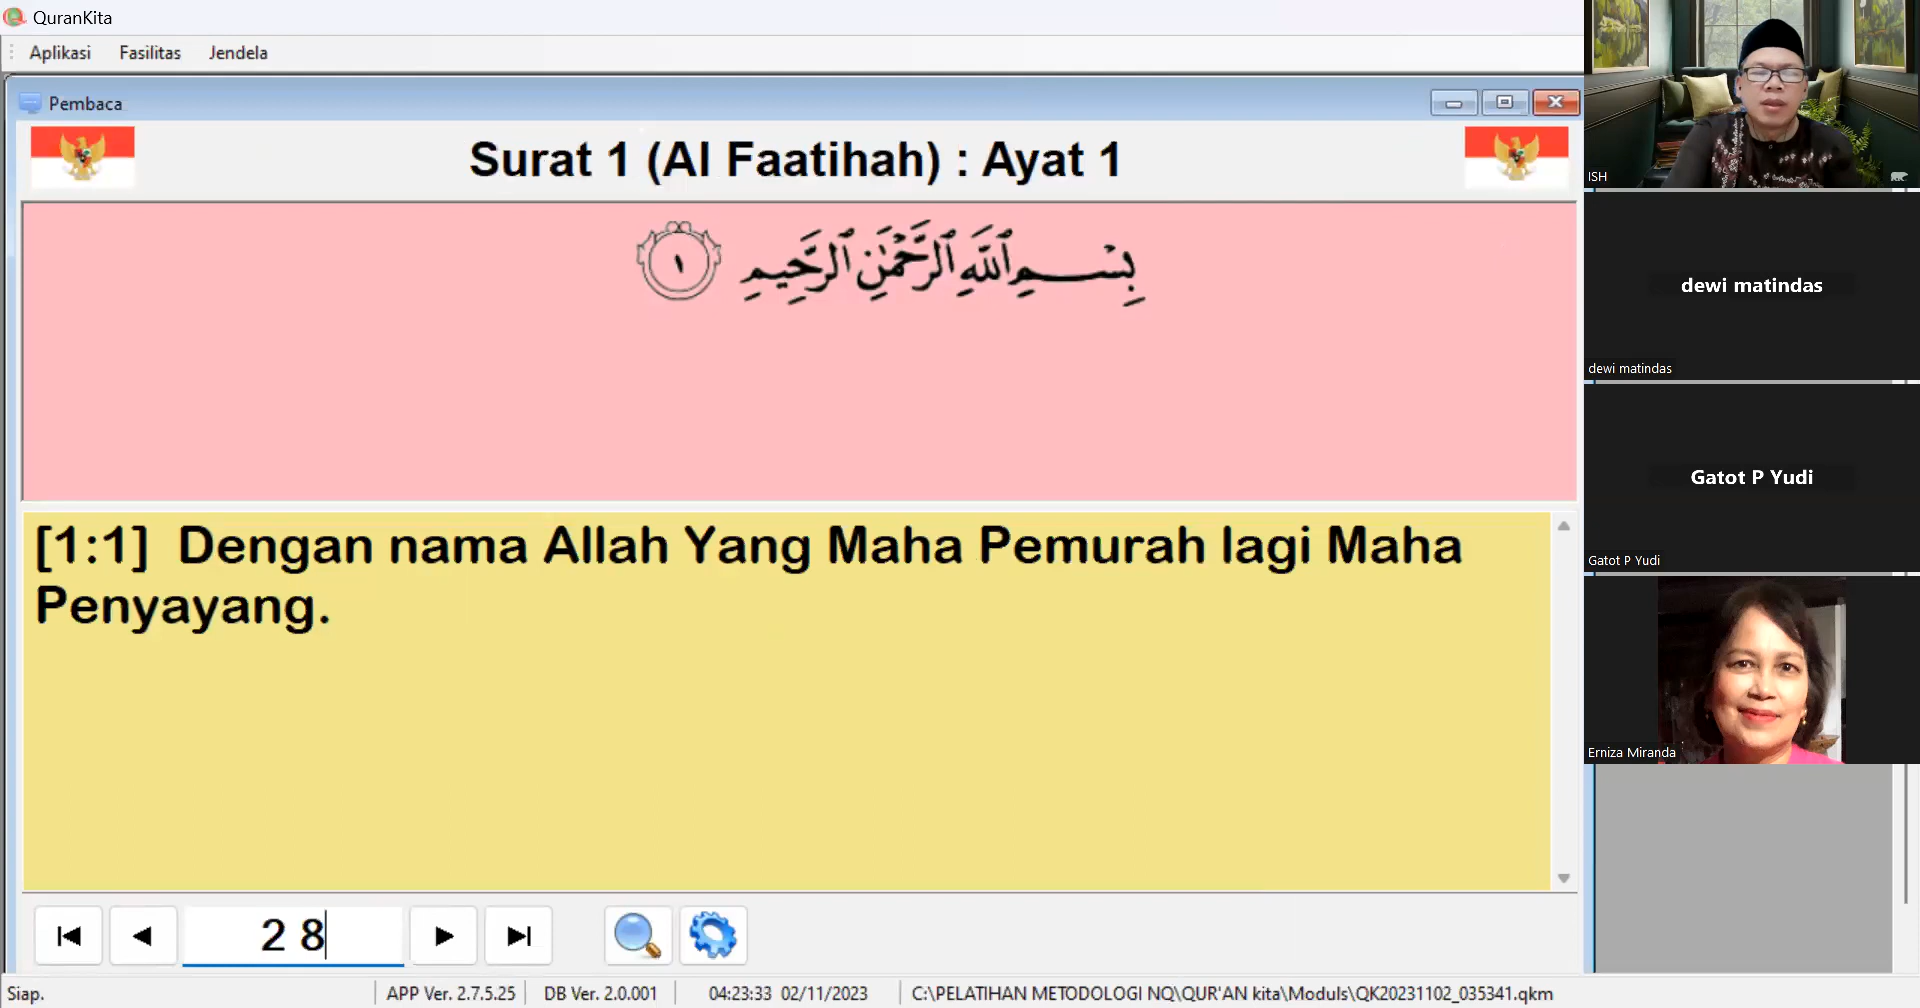 QuranKita
Aplikasi Fasilitas Jendela
Pembaca
Surat 1 (Al Faatihah) : Ayat 1
بِسْمِ ٱللَّهِ ٱلرَّحْمَٰنِ ٱلرَّحِيمِ ١
[1:1] Dengan nama Allah Yang Maha Pemurah lagi Maha
Penyayang.
2 8
Siap. APP Ver. 2.7.5.25 DB Ver. 2.0.001 04:23:33 02/11/2023 C:\PELATIHAN METODOLOGI NQ\QUR'AN kita\Moduls\QK20231102_035341.qkm
ISH
dewi matindas
dewi matindas
Gatot P Yudi
Gatot P Yudi
Erniza Miranda